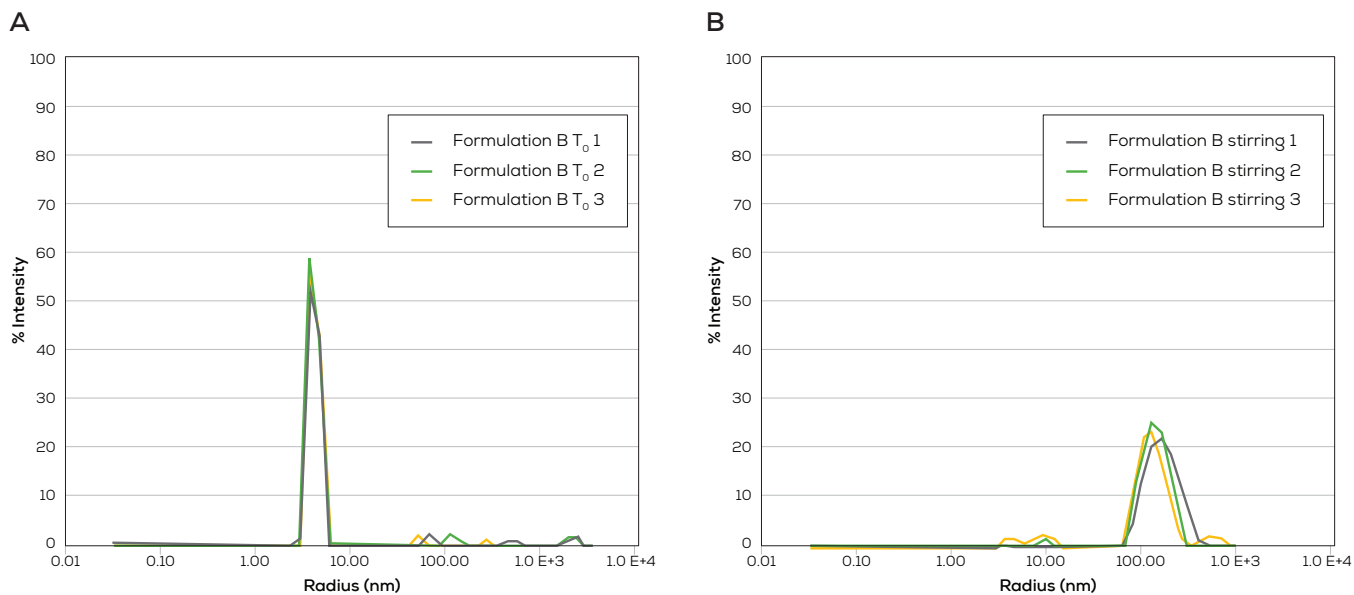 A
100
90
80
70
60
50
40
30
20
10
0
% Intensity
0.01
0.10
1.00
10.00
100.00
1.0 E+3
1.0 E+4
Radius (nm)
Formulation B T₀ 1
Formulation B T₀ 2
Formulation B T₀ 3
B
100
90
80
70
60
50
40
30
20
10
0
% Intensity
0.01
0.10
1.00
10.00
100.00
1.0 E+3
1.0 E+4
Radius (nm)
Formulation B stirring 1
Formulation B stirring 2
Formulation B stirring 3